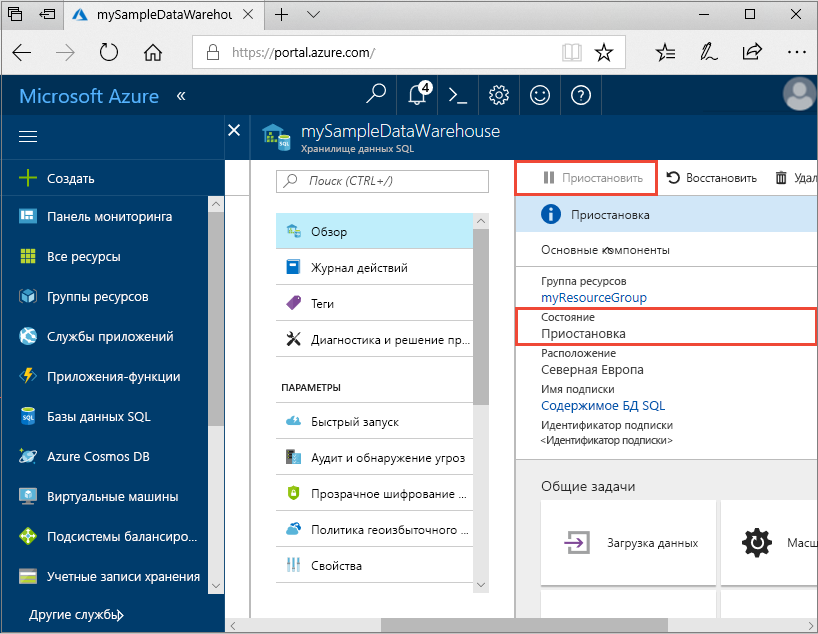 mySampleDataWarehou
https://portal.azure.com/
Microsoft Azure «
4
mySampleDataWarehouse
Хранилище данных SQL
Создать
Панель мониторинга
Все ресурсы
Группы ресурсов
Службы приложений
Приложения-функции
Базы данных SQL
Azure Cosmos DB
Виртуальные машины
Подсистемы балансиро...
Учетные записи хранения
Другие службы
Поиск (CTRL+/)
Обзор
Журнал действий
Теги
Диагностика и решение пр...
ПАРАМЕТРЫ
Быстрый запуск
Аудит и обнаружение угроз
Прозрачное шифрование ...
Политика геоизбыточного ...
Свойства
Приостановить Восстановить Удал
Приостановка
Основные компоненты
Группа ресурсов
myResourceGroup
Состояние
Приостановка
Расположение
Северная Европа
Имя подписки
Содержимое БД SQL
Идентификатор подписки
<Идентификатор подписки>
Общие задачи
Загрузка данных
Масш